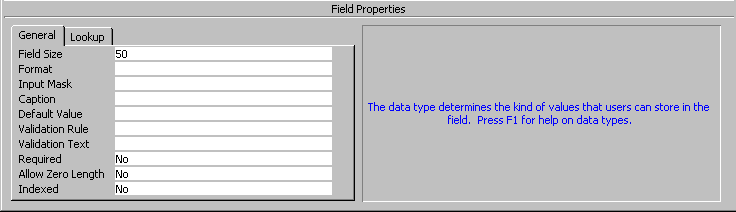 Field Properties
General Lookup
Field Size 50
Format
Input Mask
Caption
Default Value
Validation Rule
Validation Text
Required No
Allow Zero Length No
Indexed No
The data type determines the kind of values that users can store in the
field. Press F1 for help on data types.